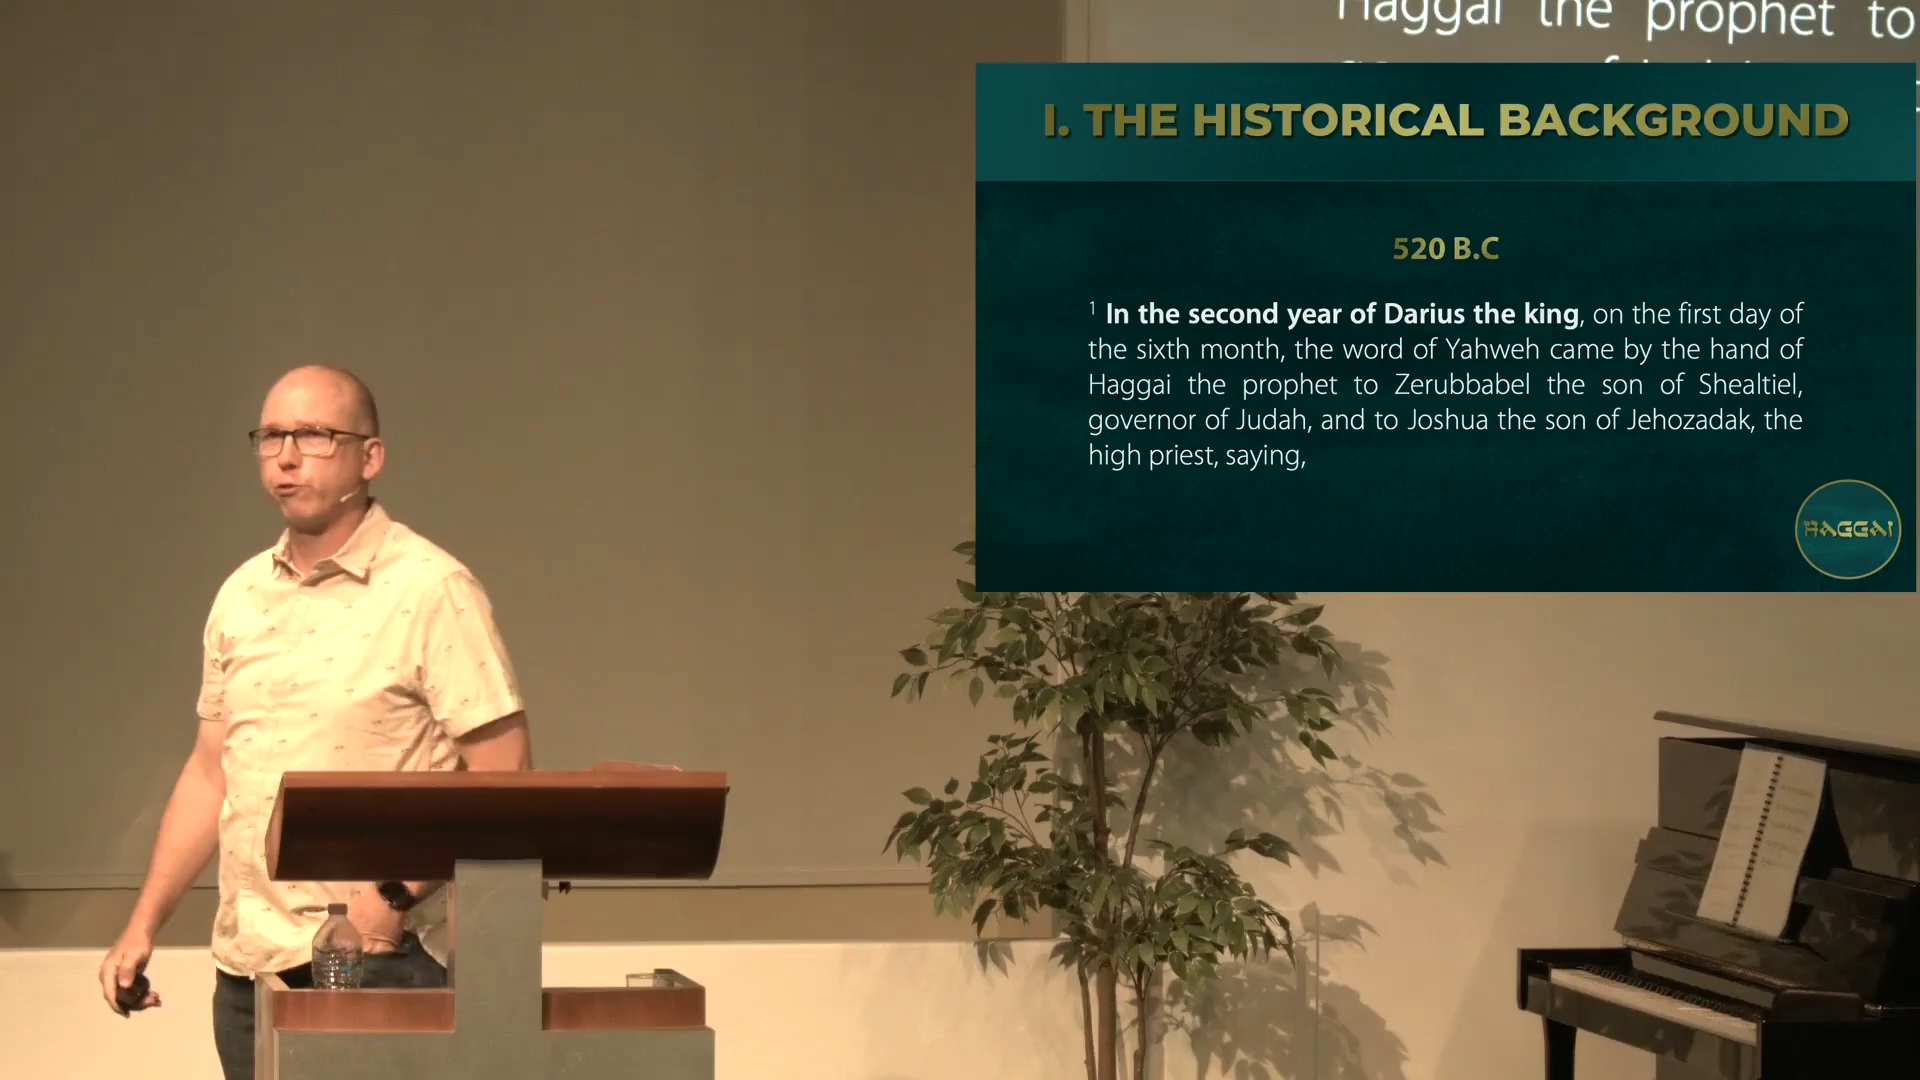 Haggai the prophet to
I. THE HISTORICAL BACKGROUND
520 B.C
1 In the second year of Darius the king, on the first day of
the sixth month, the word of Yahweh came by the hand of
Haggai the prophet to Zerubbabel the son of Shealtiel,
governor of Judah, and to Joshua the son of Jehozadak, the
high priest, saying,
HAGGAI